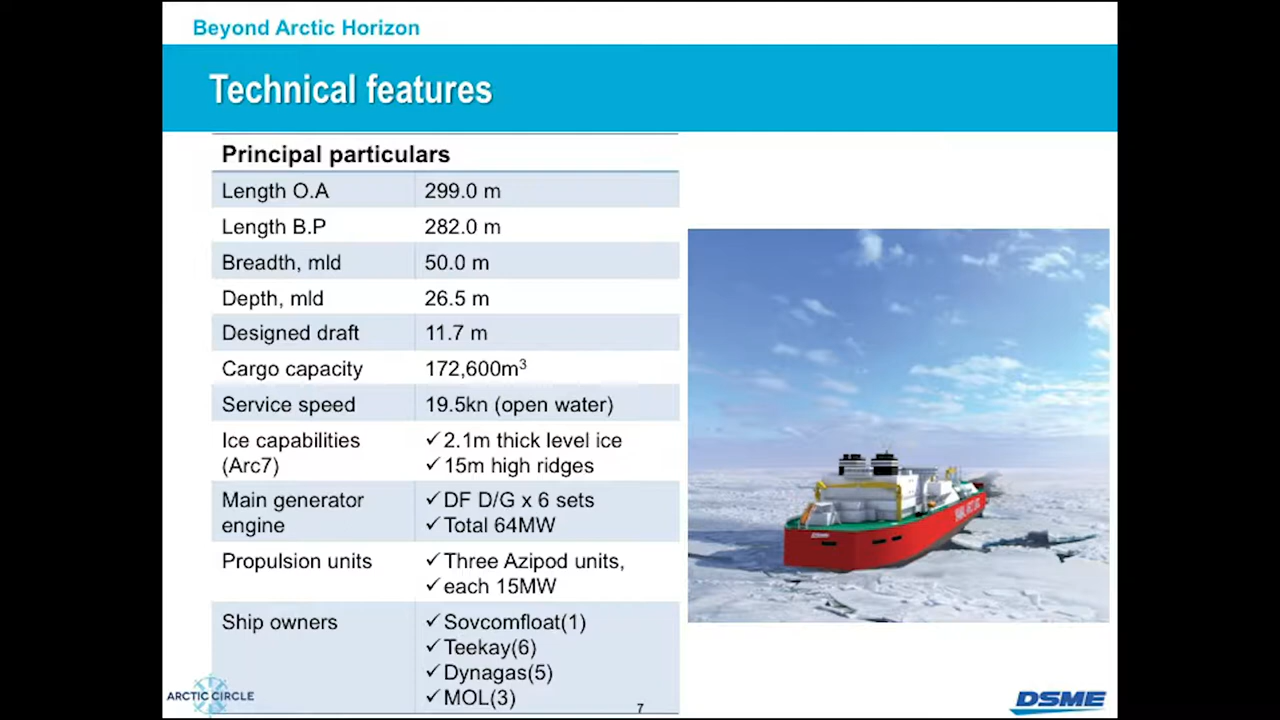 Beyond Arctic Horizon
Technical features
Principal particulars
Length O.A 299.0 m
Length B.P 282.0 m
Breadth, mld 50.0 m
Depth, mld 26.5 m
Designed draft 11.7 m
Cargo capacity 172,600m³
Service speed 19.5kn (open water)
Ice capabilities ✓2.1m thick level ice
(Arc7) ✓15m high ridges
Main generator ✓DF D/G x 6 sets
engine ✓Total 64MW
Propulsion units ✓Three Azipod units,
✓each 15MW
Ship owners ✓Sovcomfloat(1)
✓Teekay(6)
✓Dynagas(5)
✓MOL(3)
ARCTIC CIRCLE
7
DSME